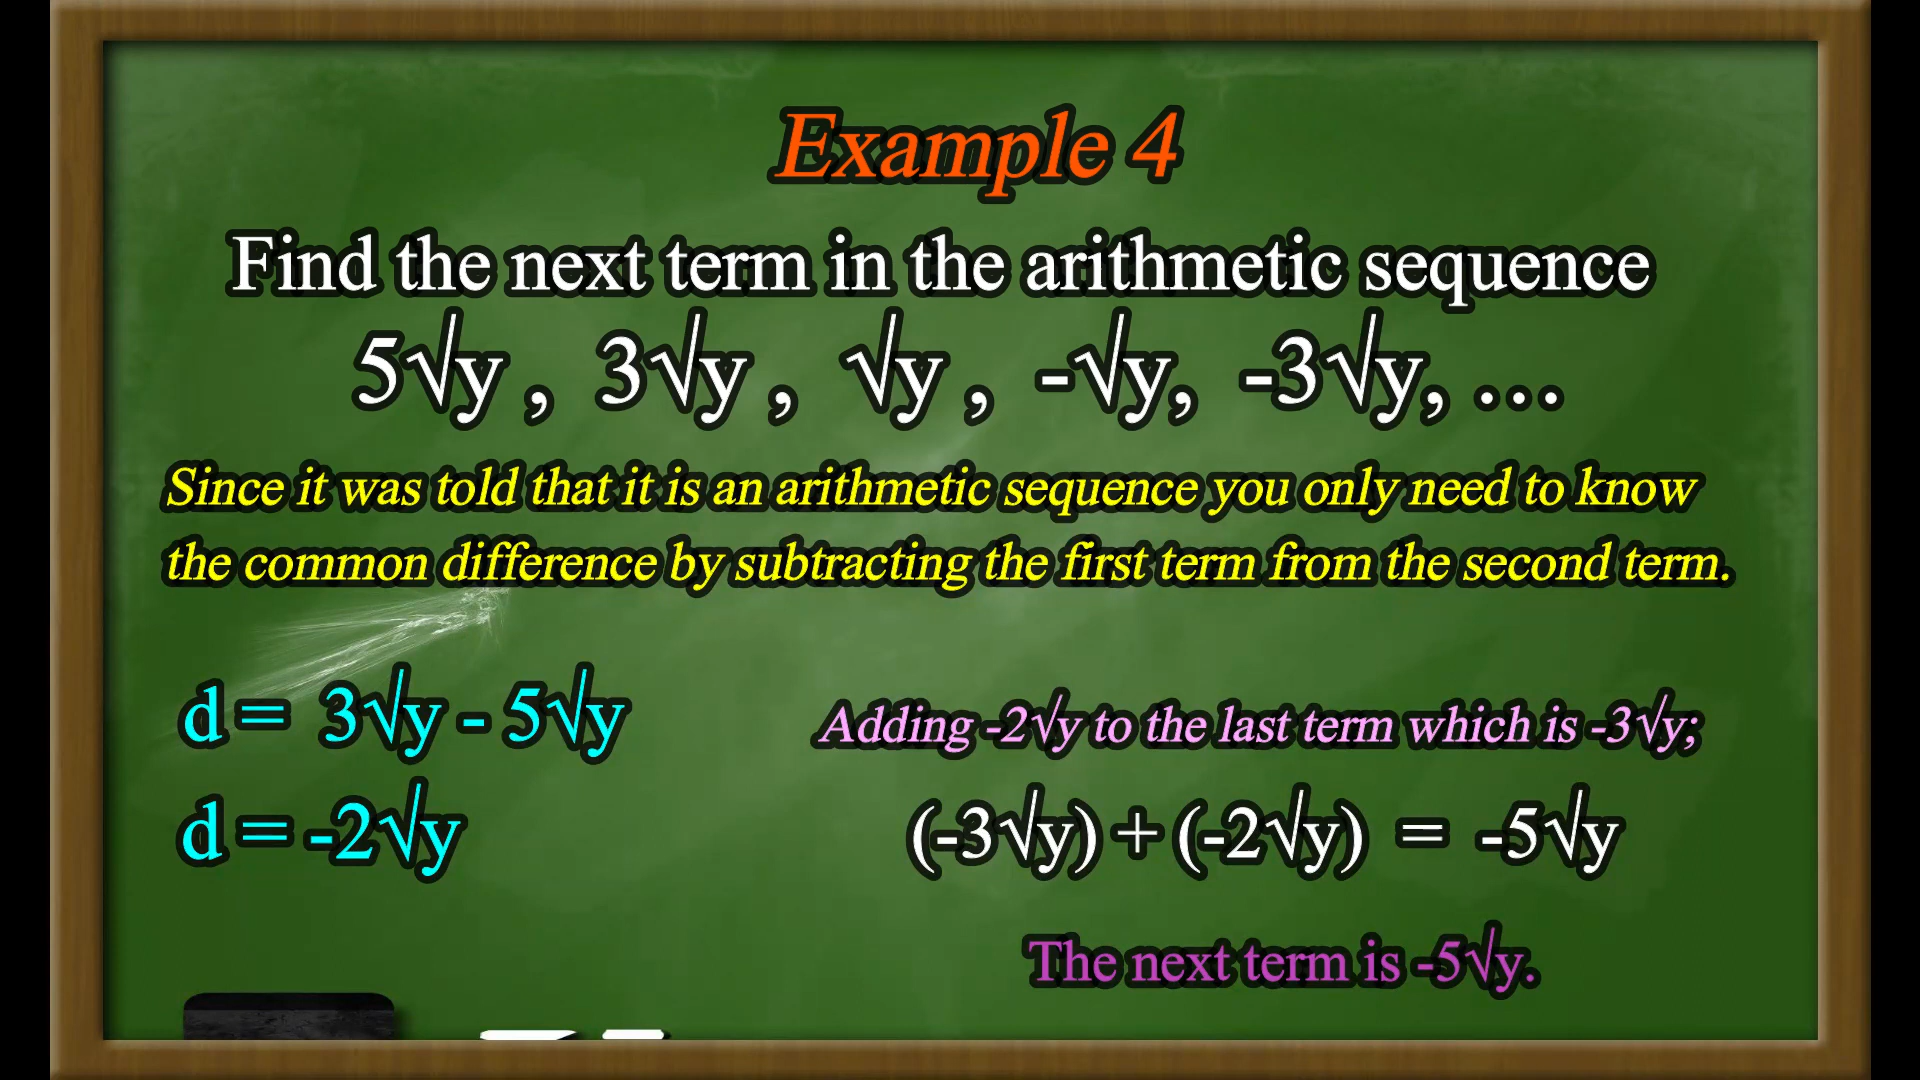 Example 4
Find the next term in the arithmetic sequence
5√y , 3√y , √y , -√y, -3√y, ...
Since it was told that it is an arithmetic sequence you only need to know
the common difference by subtracting the first term from the second term.
d = 3√y - 5√y
d = -2√y
Adding -2√y to the last term which is -3√y;
(-3√y) + (-2√y) = -5√y
The next term is -5√y.